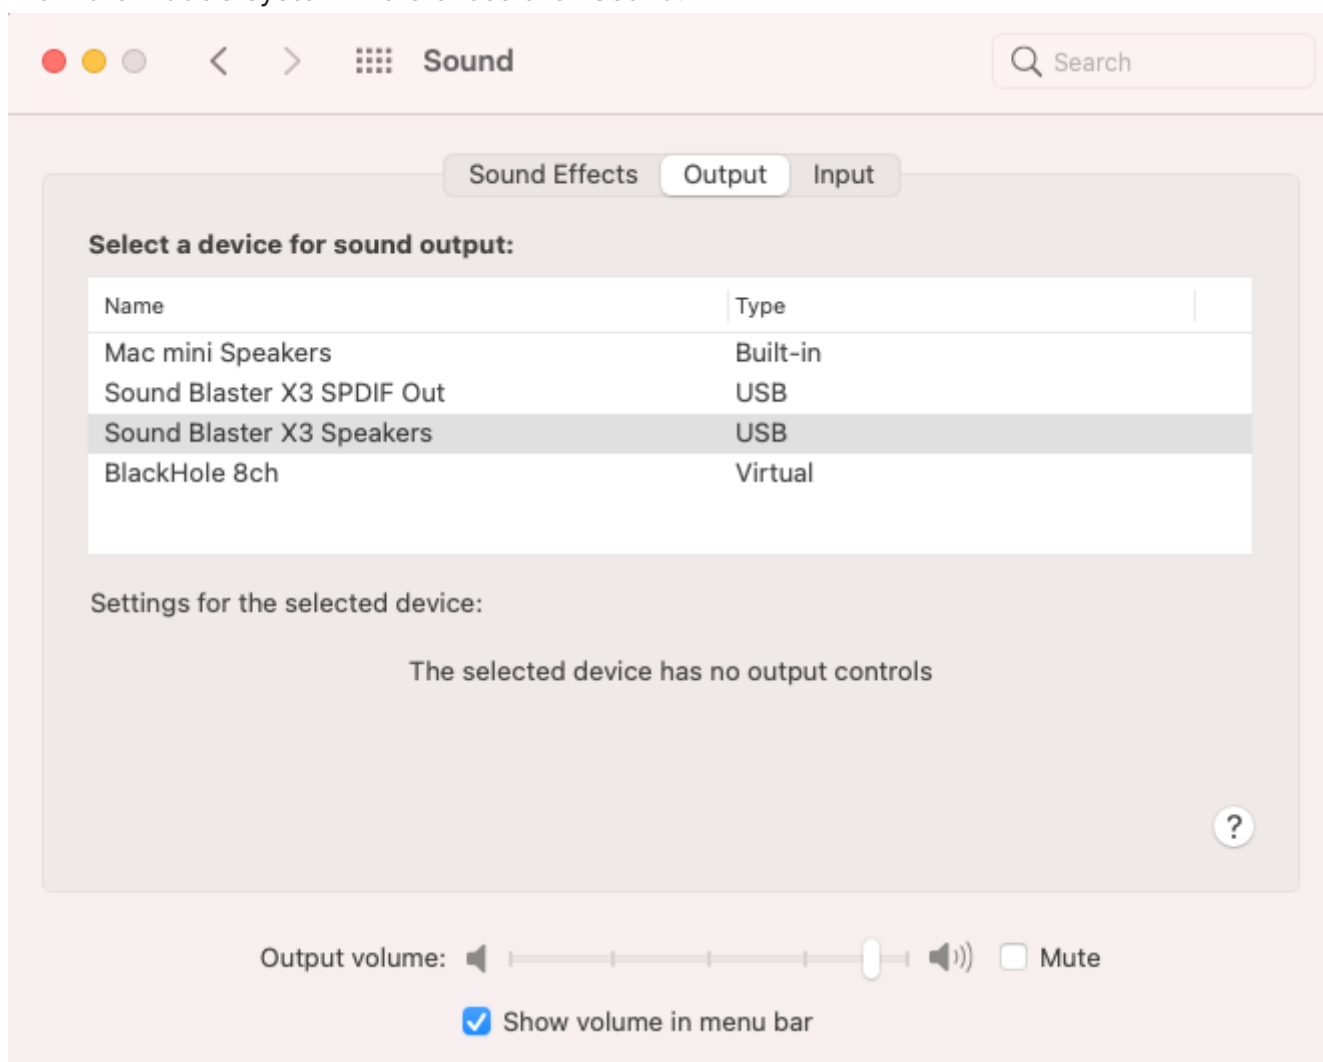 Sound
Search
Sound Effects Output Input
Select a device for sound output:
Name Type
Mac mini Speakers Built-in
Sound Blaster X3 SPDIF Out USB
Sound Blaster X3 Speakers USB
BlackHole 8ch Virtual
Settings for the selected device:
The selected device has no output controls
?
Output volume: Mute
Show volume in menu bar